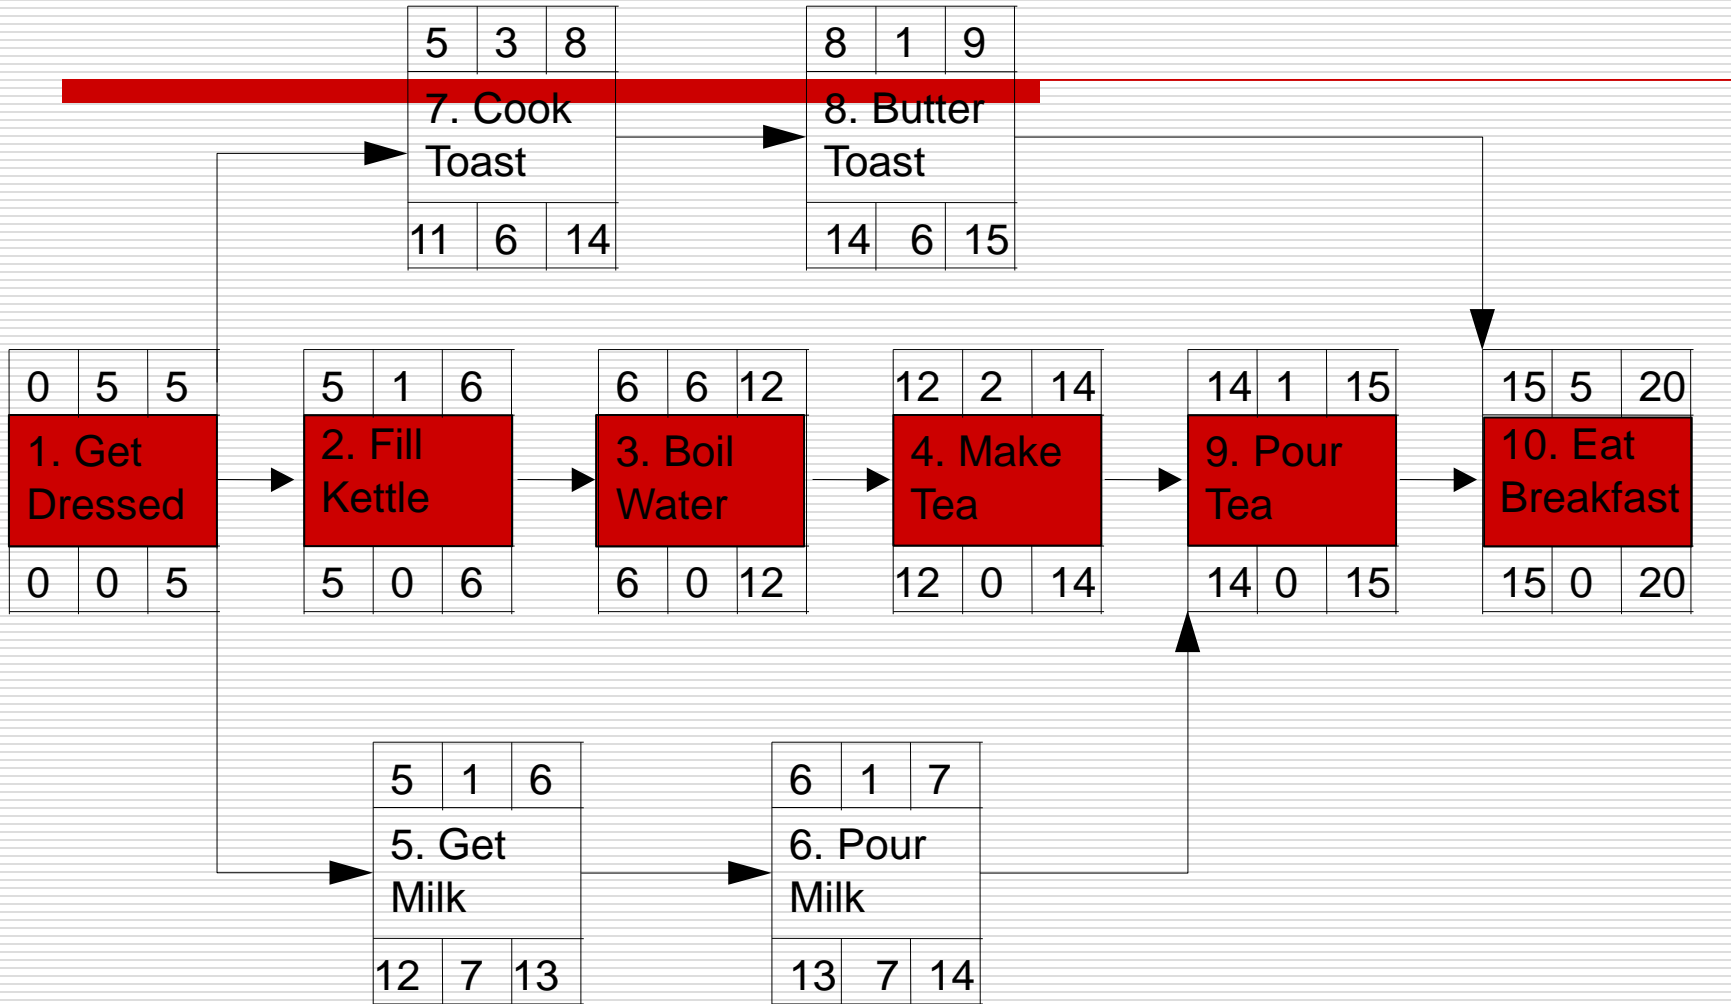 5 3 8
7. Cook
Toast
11 6 14
8 1 9
8. Butter
Toast
14 6 15
0 5 5
1. Get
Dressed
0 0 5
5 1 6
2. Fill
Kettle
5 0 6
6 6 12
3. Boil
Water
6 0 12
12 2 14
4. Make
Tea
12 0 14
14 1 15
9. Pour
Tea
14 0 15
15 5 20
10. Eat
Breakfast
15 0 20
5 1 6
5. Get
Milk
12 7 13
6 1 7
6. Pour
Milk
13 7 14